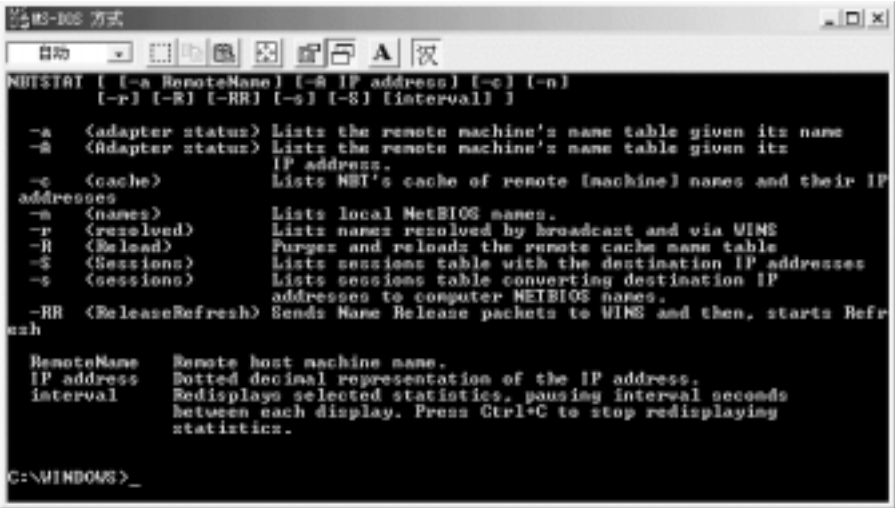 MS-DOS 方式
自动
A 汉
NBTSTAT [ [-a RemoteName] [-A IP address] [-c] [-n]
[-r] [-R] [-RR] [-s] [-S] [interval] ]
-a (adapter status) Lists the remote machine's name table given its name
-A (Adapter status) Lists the remote machine's name table given its
IP address.
-c (cache) Lists NBT's cache of remote [machine] names and their IP
addresses
-n (names) Lists local NetBIOS names.
-r (resolved) Lists names resolved by broadcast and via WINS
-R (Reload) Purges and reloads the remote cache name table
-S (Sessions) Lists sessions table with the destination IP addresses
-s (sessions) Lists sessions table converting destination IP
addresses to computer NETBIOS names.
-RR (ReleaseRefresh) Sends Name Release packets to WINS and then, starts Refr
esh
RemoteName Remote host machine name.
IP address Dotted decimal representation of the IP address.
interval Redisplays selected statistics, pausing interval seconds
between each display. Press Ctrl+C to stop redisplaying
statistics.
C:\WINDOWS>_